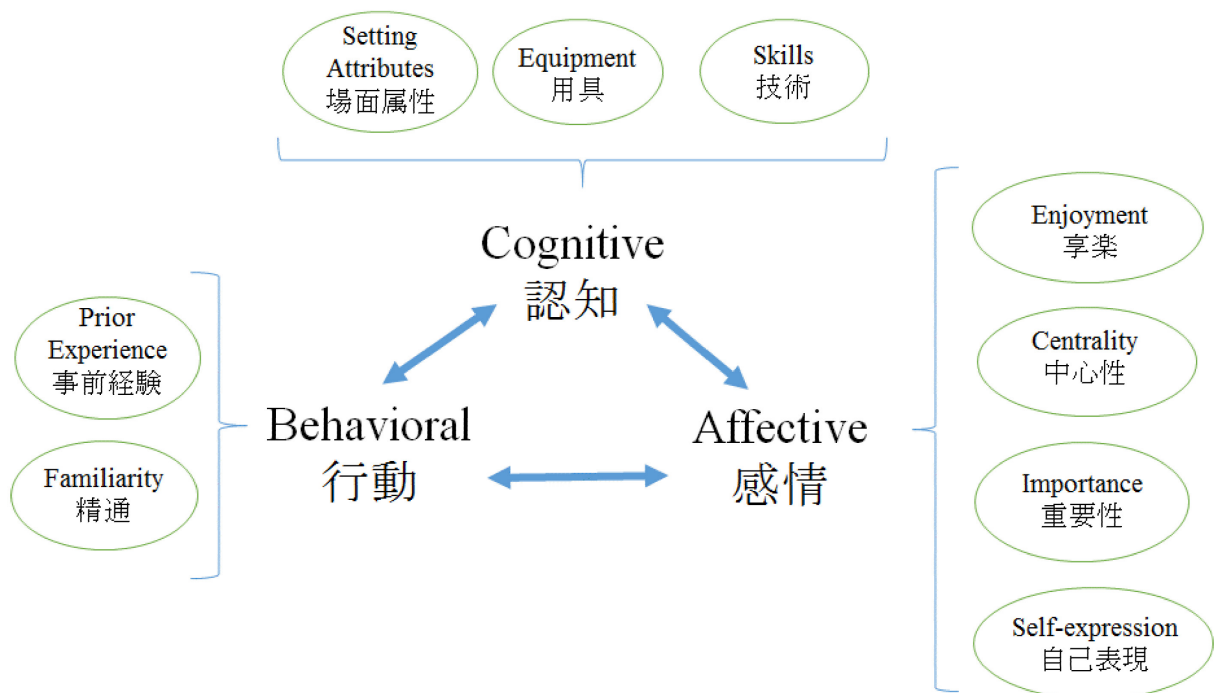 Setting
Attributes
場面属性
Equipment
用具
Skills
技術
Cognitive
認知
Prior
Experience
事前経験
Familiarity
精通
Behavioral
行動
Affective
感情
Enjoyment
享楽
Centrality
中心性
Importance
重要性
Self-expression
自己表現